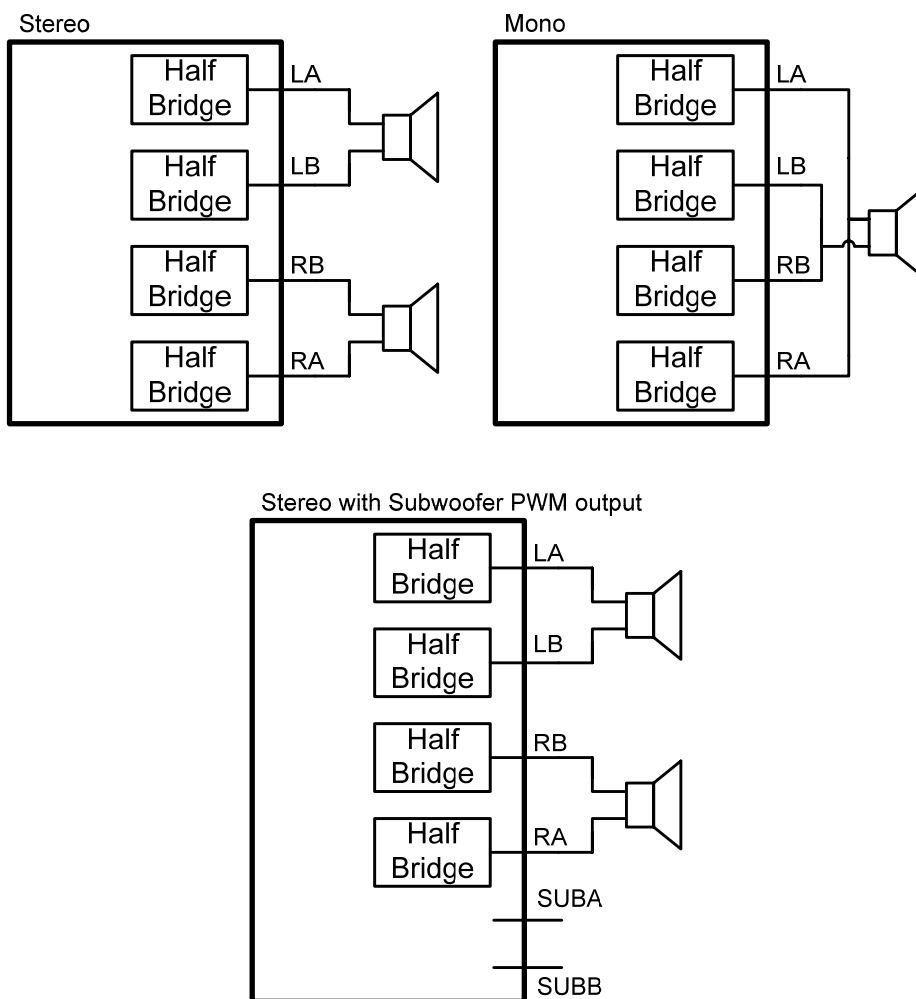 Stereo
Half
Bridge
LA
Half
Bridge
LB
Half
Bridge
RB
Half
Bridge
RA
Mono
Half
Bridge
LA
Half
Bridge
LB
Half
Bridge
RB
Half
Bridge
RA
Stereo with Subwoofer PWM output
Half
Bridge
LA
Half
Bridge
LB
Half
Bridge
RB
Half
Bridge
RA
SUBA
SUBB